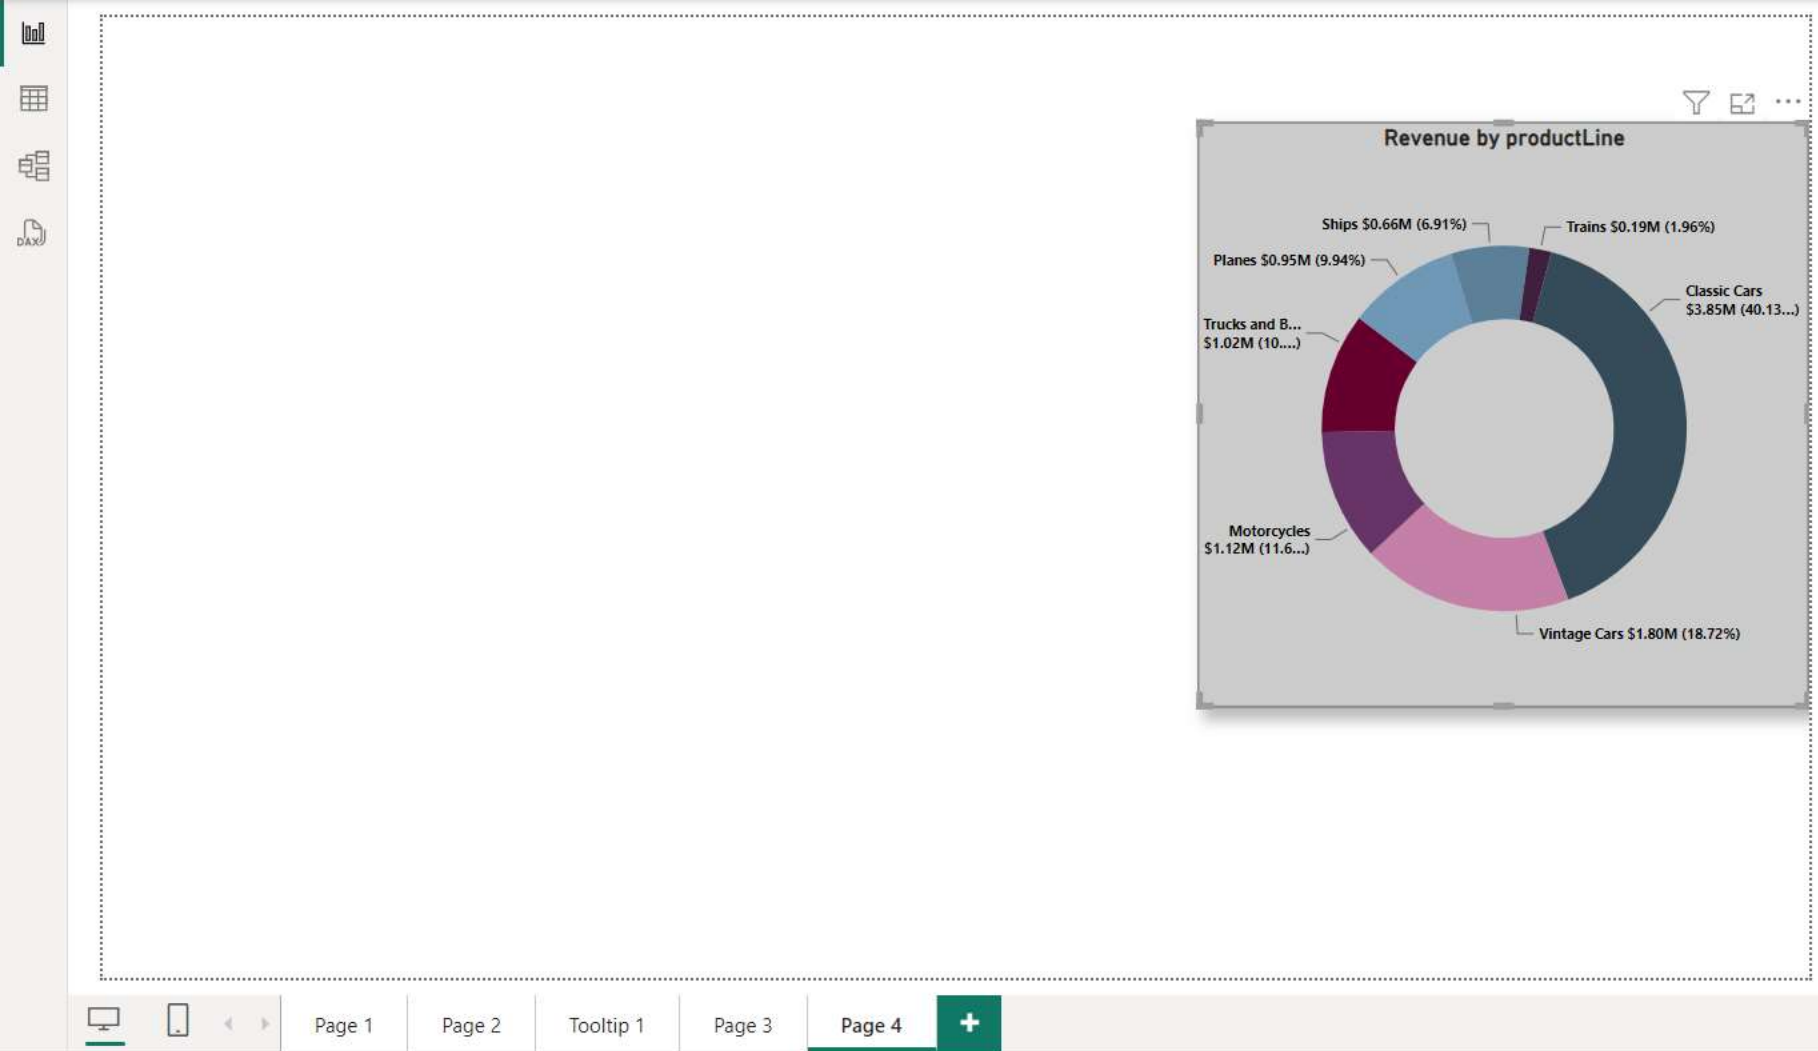 DAX
Revenue by productLine
Ships $0.66M (6.91%)
Trains $0.19M (1.96%)
Planes $0.95M (9.94%)
Classic Cars
$3.85M (40.13...)
Trucks and B...
$1.02M (10....)
Motorcycles
$1.12M (11.6...)
Vintage Cars $1.80M (18.72%)
Page 1
Page 2
Tooltip 1
Page 3
Page 4